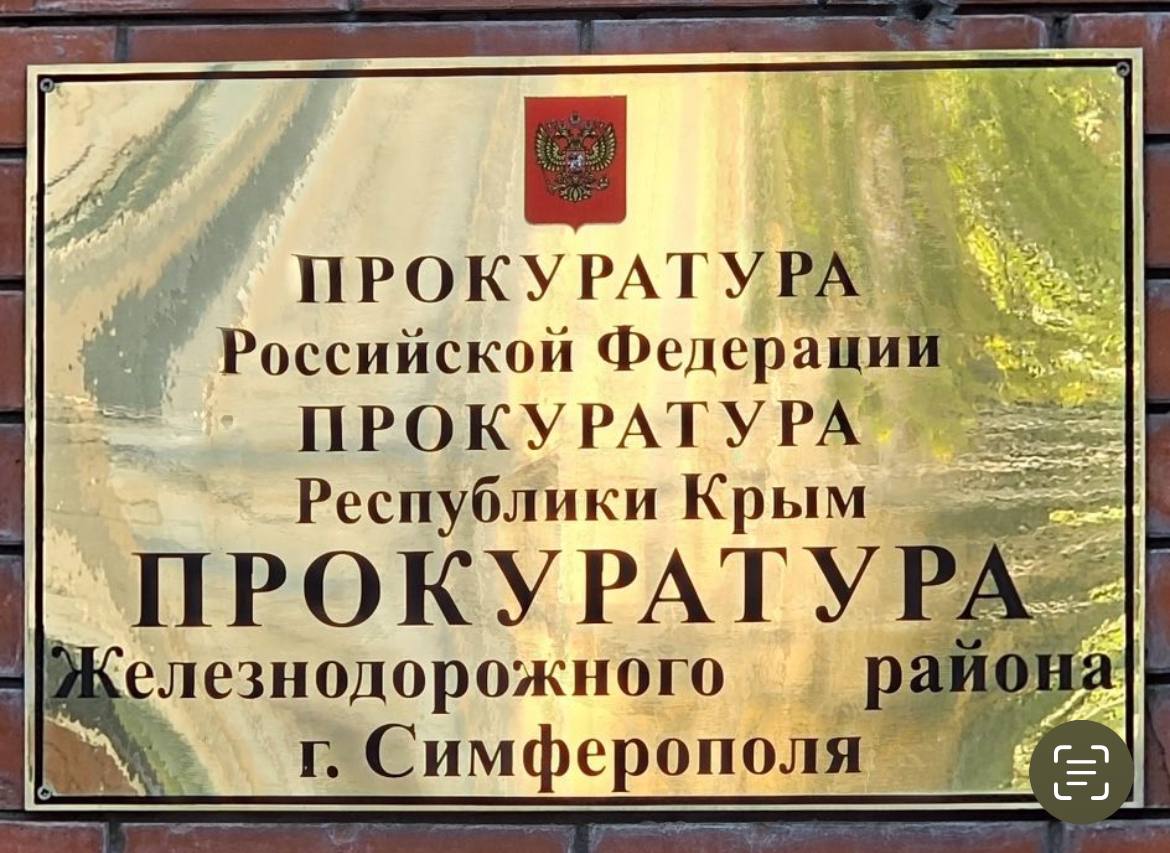 ПРОКУРАТУРА
Российской Федерации
ПРОКУРАТУРА
Республики Крым
ПРОКУРАТУРА
Железнодорожного района
г. Симферополя